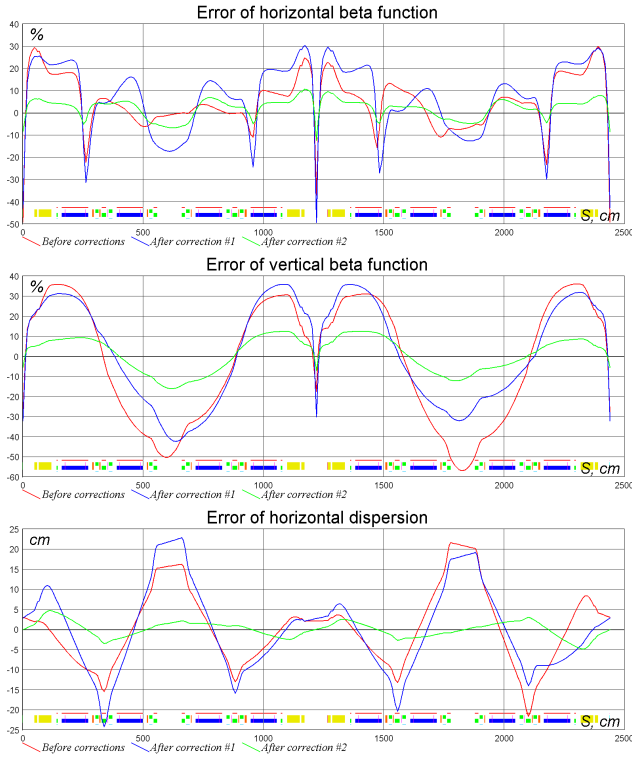 Error of horizontal beta function
40
%
30
20
10
0
-10
-20
-30
-40
-50
S, cm
0 500 1000 1500 2000 2500
Before corrections After correction #1 After correction #2
Error of vertical beta function
40
%
30
20
10
0
-10
-20
-30
-40
-50
S, cm
-60
0 500 1000 1500 2000 2500
Before corrections After correction #1 After correction #2
Error of horizontal dispersion
25
cm
20
15
10
5
0
-5
-10
-15
-20
S, cm
-25
0 500 1000 1500 2000 2500
Before corrections After correction #1 After correction #2